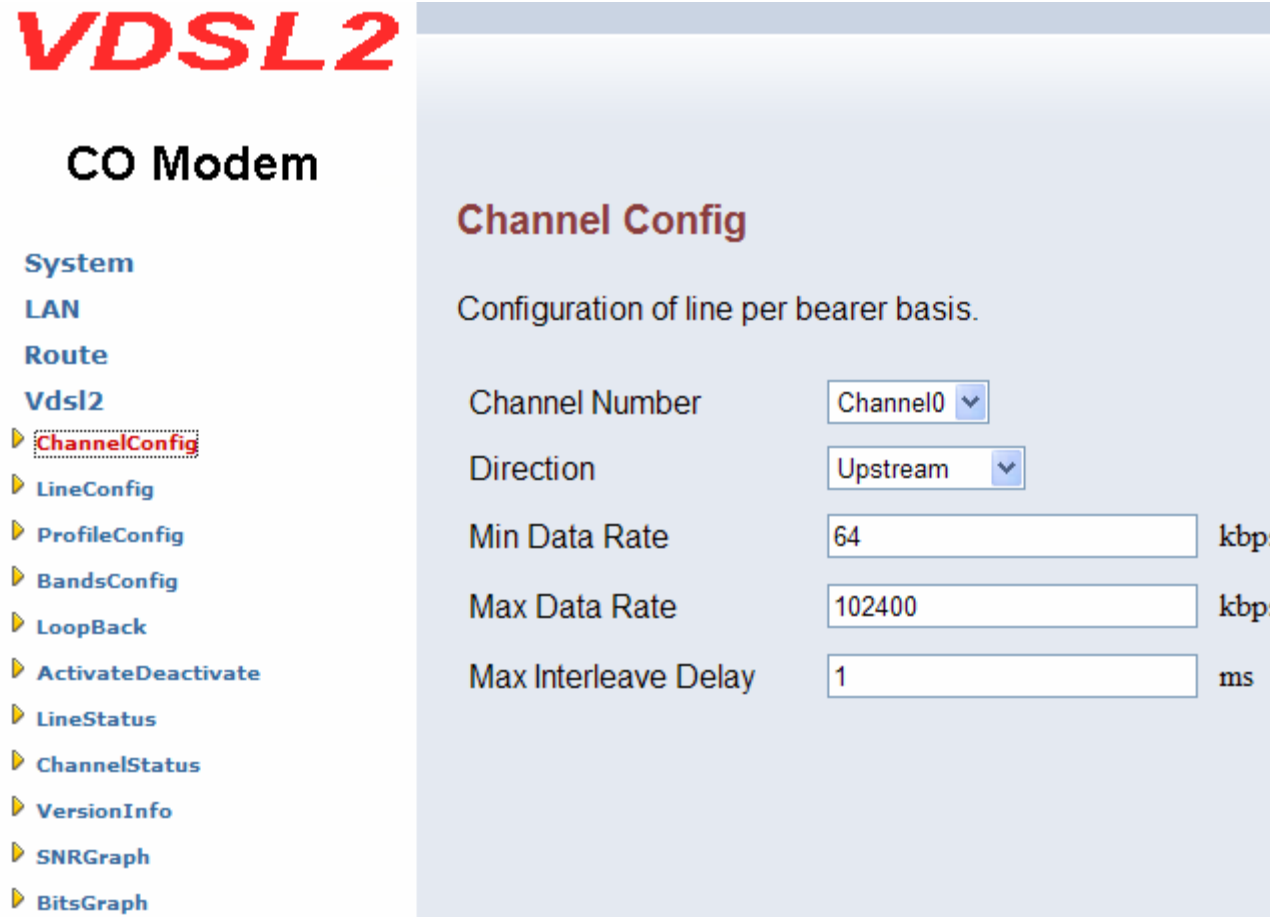 VDSL2
CO Modem
System
LAN
Route
Vdsl2
ChannelConfig
LineConfig
ProfileConfig
BandsConfig
LoopBack
ActivateDeactivate
LineStatus
ChannelStatus
VersionInfo
SNRGraph
BitsGraph
Channel Config
Configuration of line per bearer basis.
Channel Number Channel0
Direction Upstream
Min Data Rate 64 kbps
Max Data Rate 102400 kbps
Max Interleave Delay 1 ms